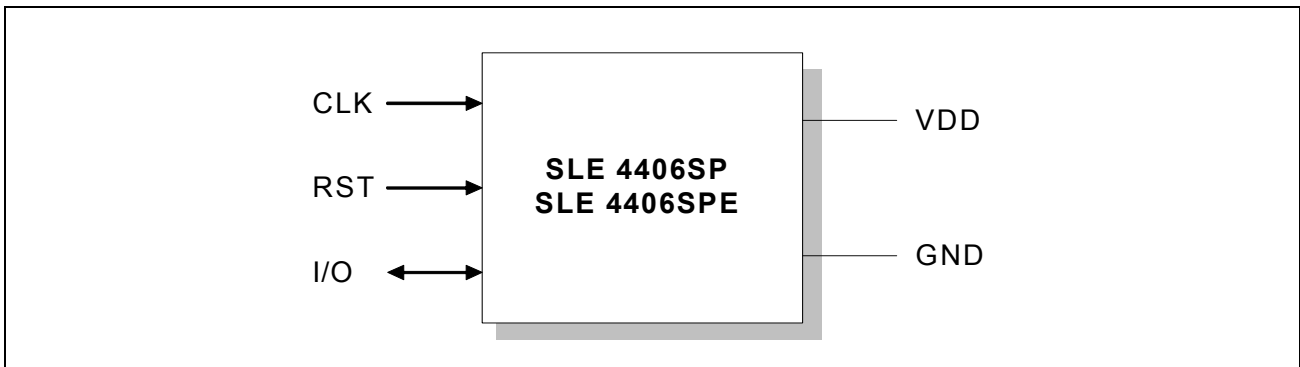 CLK
RST
I/O
SLE 4406SP
SLE 4406SPE
VDD
GND